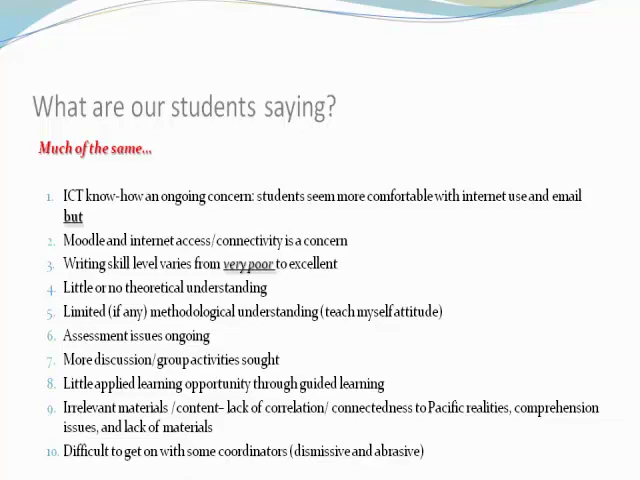 What are our students saying?
Much of the same...
1. ICT know-how an ongoing concern: students seem more comfortable with internet use and email
but
2. Moodle and internet access/connectivity is a concern
3. Writing skill level varies from very poor to excellent
4. Little or no theoretical understanding
5. Limited (if any) methodological understanding (teach myself attitude)
6. Assessment issues ongoing
7. More discussion/group activities sought
8. Little applied learning opportunity through guided learning
9. Irrelevant materials /content– lack of correlation/ connectedness to Pacific realities, comprehension
issues, and lack of materials
10. Difficult to get on with some coordinators (dismissive and abrasive)